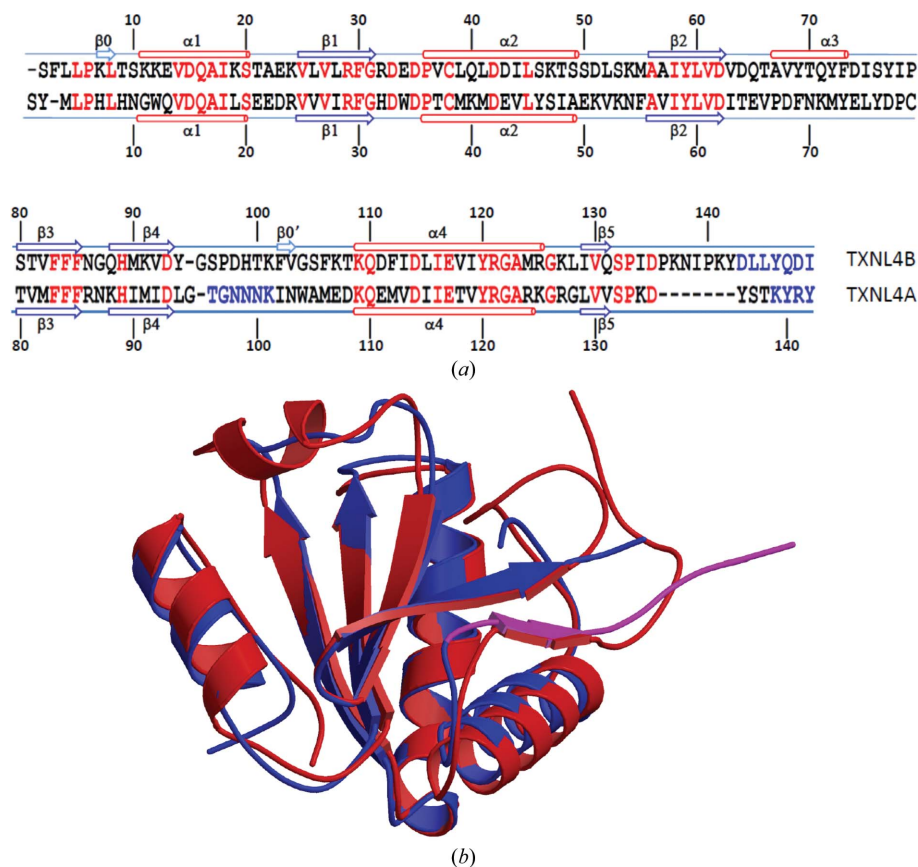 β0 α1 β1 α2 β2 α3
10 20 30 40 50 60 70
-SFLLPKLTSKKEVDQAIKSTAEKVLVLRFGRDEDPVCLQLDDILSKTSSDLSKMAAIYLVDVDQTAVYTQYFDISYIP
SY-MLPHLHNGWQVDQAILSEEDRVVVIRFGHDWDPTCMKMDEVLYSIAEKVKNFAVIYLVDITEVPDFNKMYELYDPC
α1 β1 α2 β2
10 20 30 40 50 60 70
80 90 100 110 120 130 140
β3 β4 β0′ α4 β5
STVFFFNGQHMKVDY-GSPDHTKFVGSFKTKQDFIDLIEVIYRGAMRGKLIVQSPIDPKNIPKYDLLYQDI TXNL4B
TVMFFFRNKHIMIDLG-TGNNNKINWAMEDKQEMVDIIETVYRGARKGRGLVVSPKD-------YSTKYRY TXNL4A
β3 β4 α4 β5
80 90 100 110 120 130 140
(a)
(b)